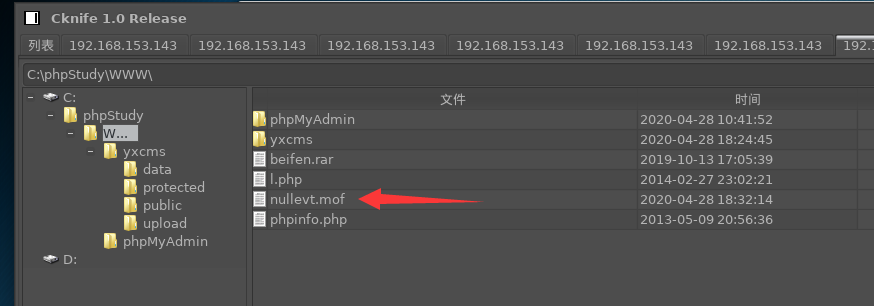 Cknife 1.0 Release
列表 192.168.153.143 192.168.153.143 192.168.153.143 192.168.153.143 192.168.153.143 192.168.153.143 192.1
C:\phpStudy\WWW\
C:
phpStudy
W...
yxcms
data
protected
public
upload
phpMyAdmin
D:
文件 时间
phpMyAdmin 2020-04-28 10:41:52
yxcms 2020-04-28 18:24:45
beifen.rar 2019-10-13 17:05:39
l.php 2014-02-27 23:02:21
nullevt.mof 2020-04-28 18:32:14
phpinfo.php 2013-05-09 20:56:36